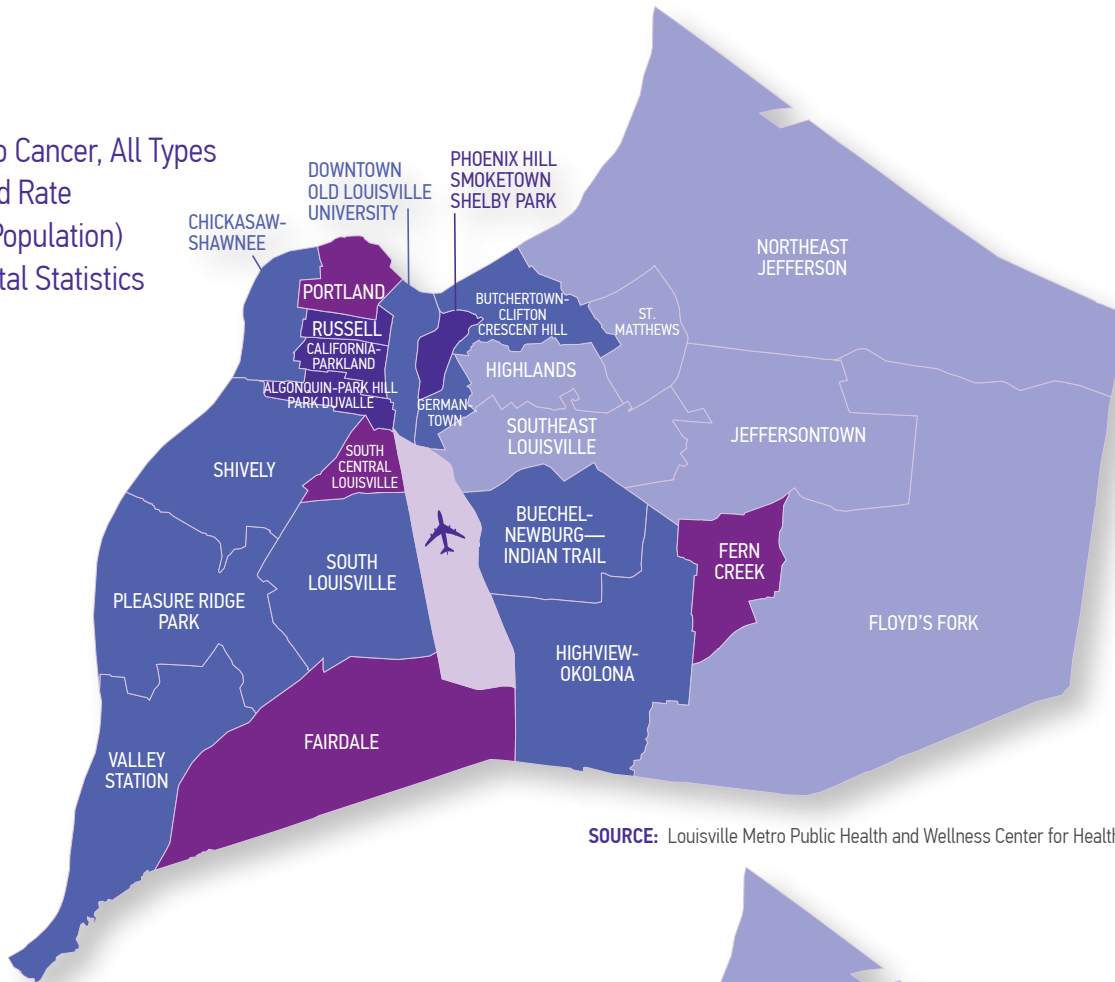 o Cancer, All Types
d Rate
Population)
tal Statistics
CHICKASAW-
SHAWNEE
DOWNTOWN
OLD LOUISVILLE
UNIVERSITY
PHOENIX HILL
SMOKETOWN
SHELBY PARK
NORTHEAST
JEFFERSON
PORTLAND
BUTCHERTOWN-
CLIFTON
CRESCENT HILL
ST.
MATTHEWS
RUSSELL
CALIFORNIA-
PARKLAND
HIGHLANDS
ALGONQUIN-PARK HILL
PARK DUVALLE
GERMAN-
TOWN
SOUTHEAST
LOUISVILLE
JEFFERSONTOWN
SHIVELY
SOUTH
CENTRAL
LOUISVILLE
BUECHEL-
NEWBURG—
INDIAN TRAIL
FERN
CREEK
SOUTH
LOUISVILLE
PLEASURE RIDGE
PARK
FLOYD'S FORK
HIGHVIEW-
OKOLONA
FAIRDALE
VALLEY
STATION
SOURCE: Louisville Metro Public Health and Wellness Center for Health